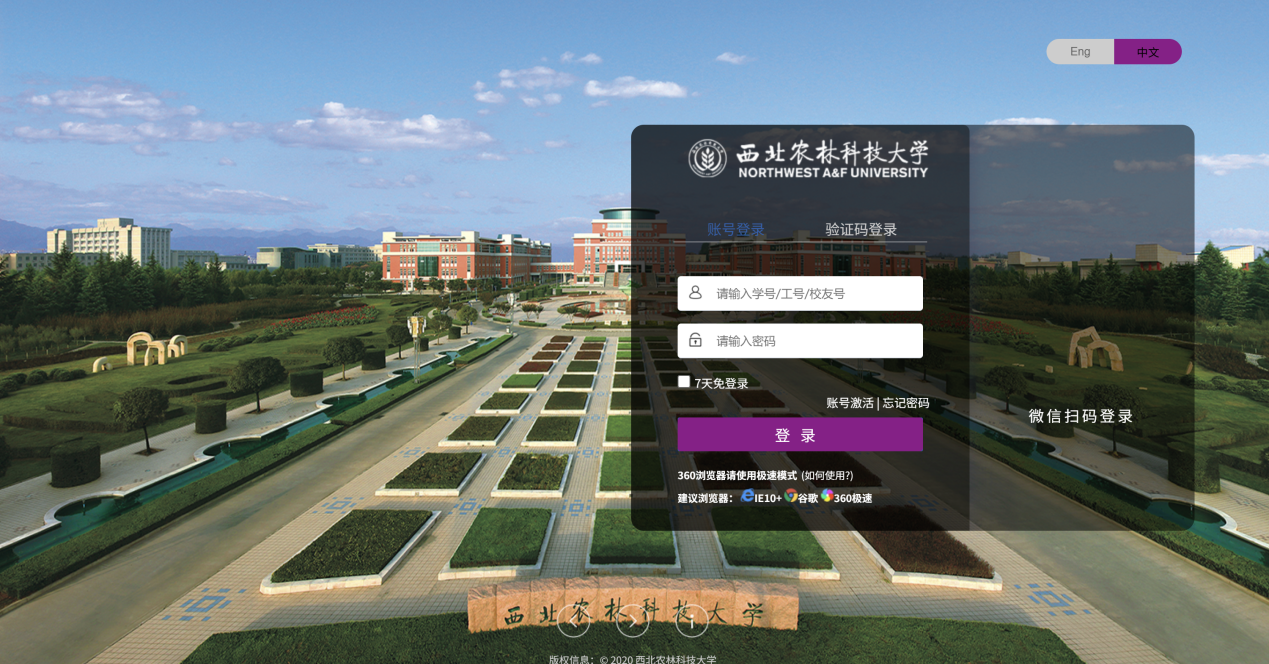 Eng 中文
西北农林科技大学
NORTHWEST A&F UNIVERSITY
账号登录 验证码登录
请输入学号/工号/校友号
请输入密码
7天免登录
账号激活 | 忘记密码
登 录
微信扫码登录
360浏览器请使用极速模式 (如何使用?)
建议浏览器： IE10+ 谷歌 360极速
西北农林科技大学
版权信息：© 2020 西北农林科技大学